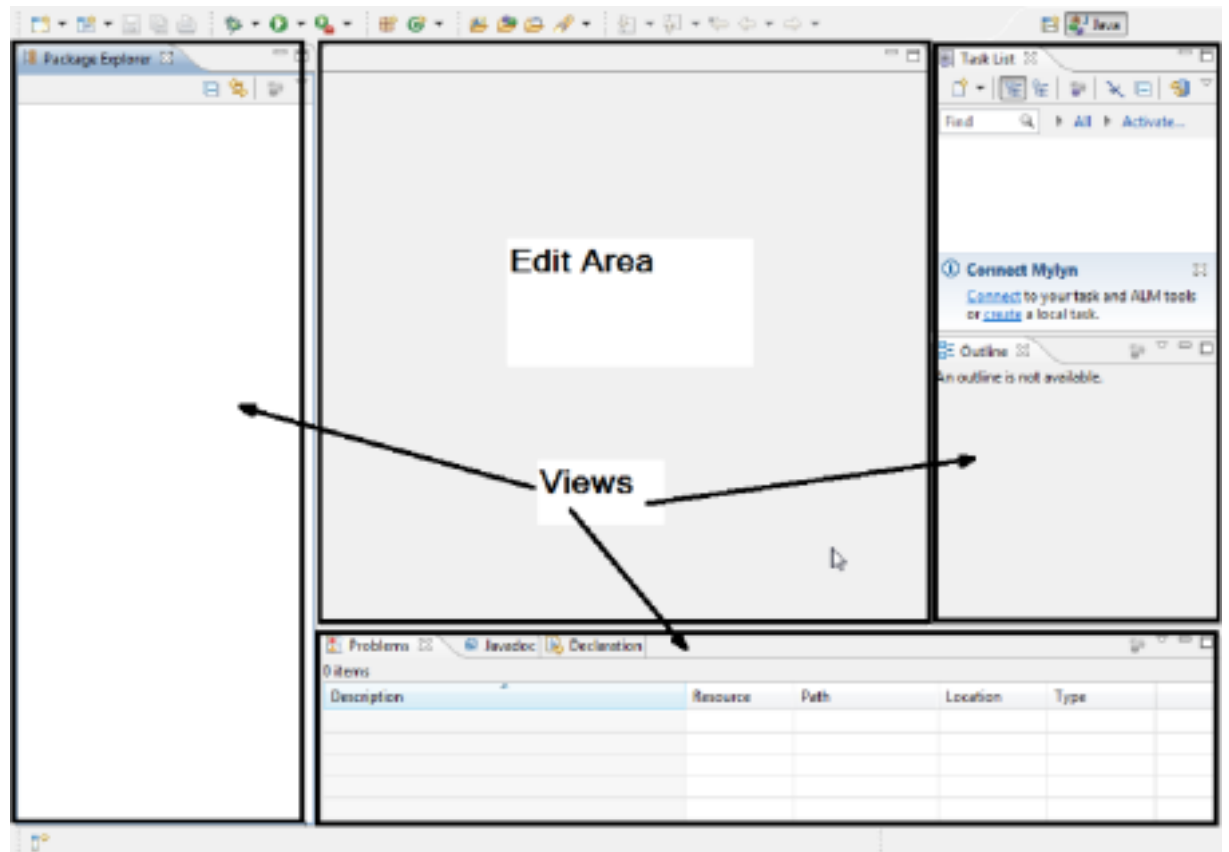 Java
Package Explorer
Task List
Find
All
Activate...
Edit Area
Connect Mylyn
Connect to your task and ALM tools
or create a local task.
Outline
An outline is not available.
Views
Problems
Javadoc
Declaration
0 items
Description
Resource
Path
Location
Type